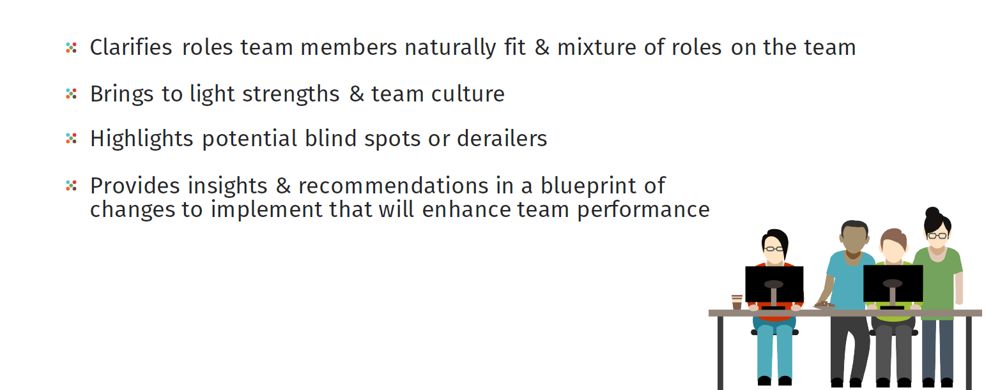 Clarifies roles team members naturally fit & mixture of roles on the team
Brings to light strengths & team culture
Highlights potential blind spots or derailers
Provides insights & recommendations in a blueprint of
changes to implement that will enhance team performance